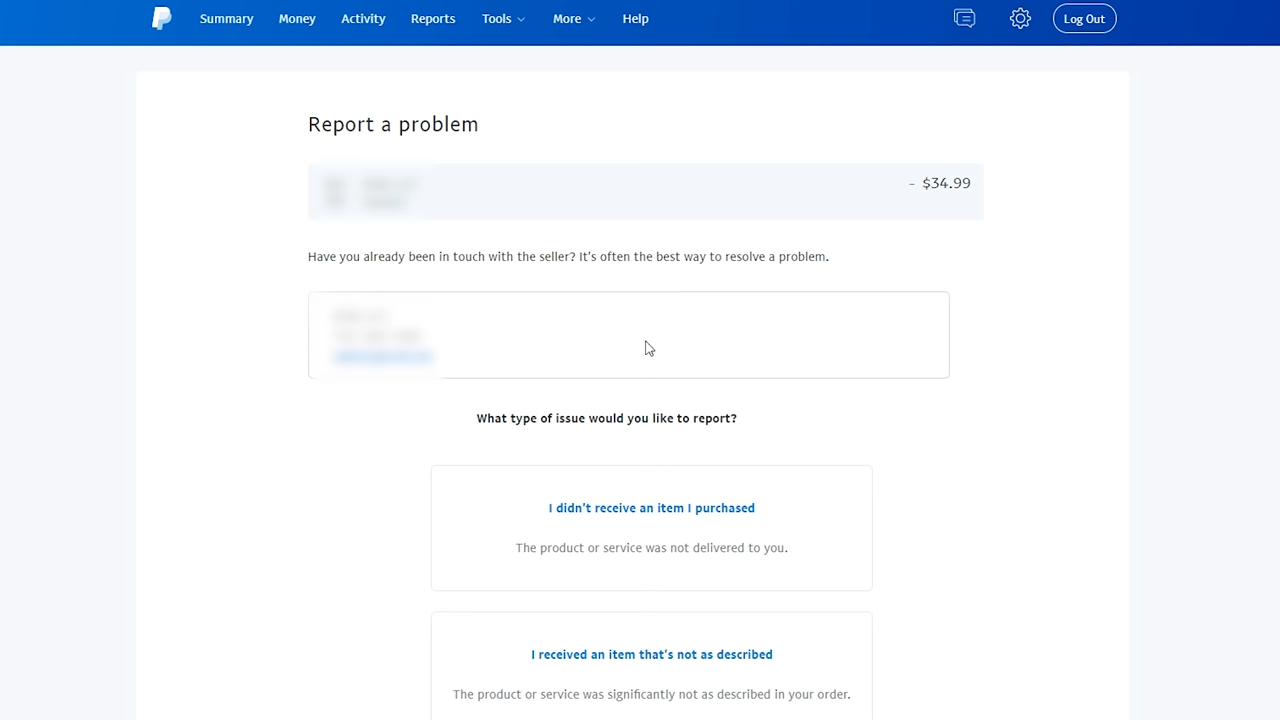 Summary Money Activity Reports Tools More Help Log Out
Report a problem
- $34.99
Have you already been in touch with the seller? It's often the best way to resolve a problem.
What type of issue would you like to report?
I didn't receive an item I purchased
The product or service was not delivered to you.
I received an item that's not as described
The product or service was significantly not as described in your order.